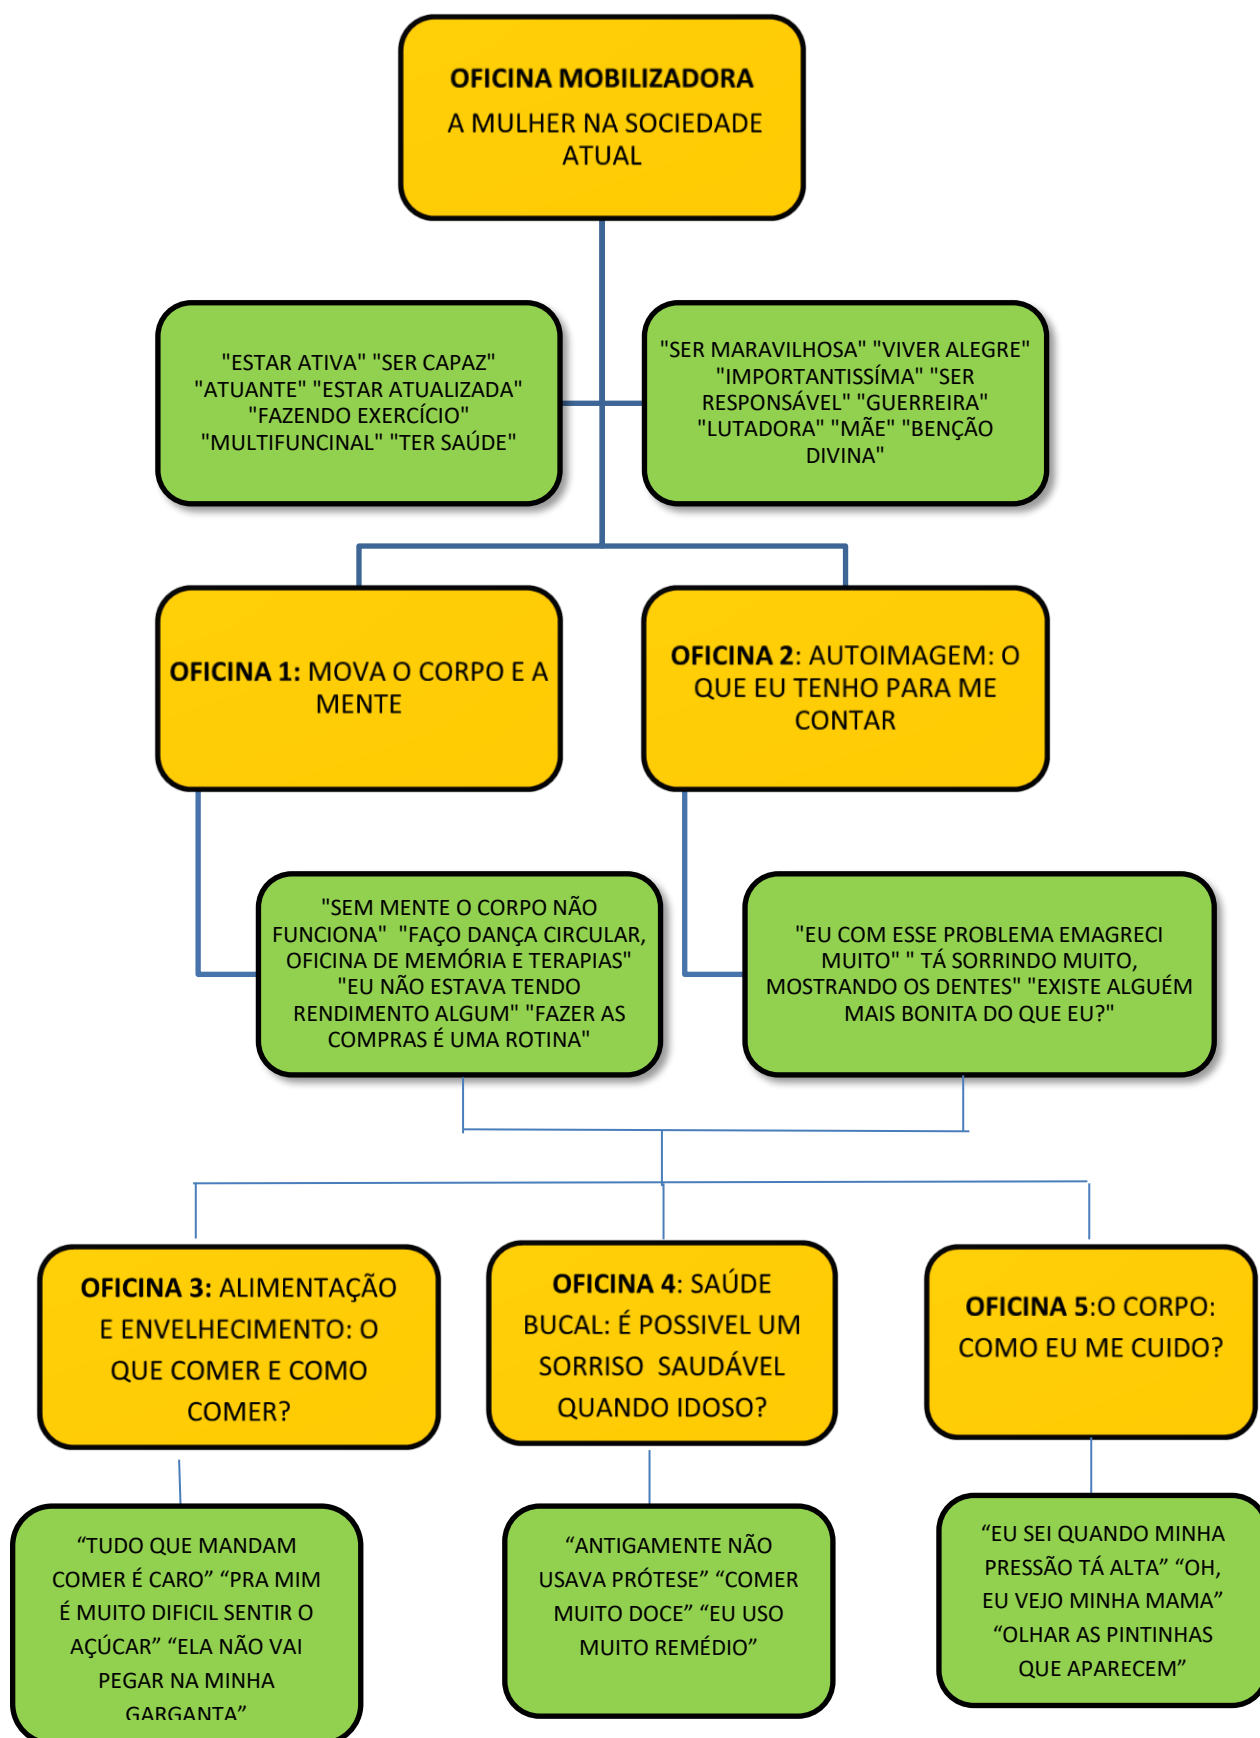 OFICINA MOBILIZADORA
A MULHER NA SOCIEDADE
ATUAL
"ESTAR ATIVA" "SER CAPAZ"
"ATUANTE" "ESTAR ATUALIZADA"
"FAZENDO EXERCÍCIO"
"MULTIFUNCINAL" "TER SAÚDE"
"SER MARAVILHOSA" "VIVER ALEGRE"
"IMPORTANTISSÍMA" "SER
RESPONSÁVEL" "GUERREIRA"
"LUTADORA" "MÃE" "BENÇÃO
DIVINA"
OFICINA 1: MOVA O CORPO E A
MENTE
OFICINA 2: AUTOIMAGEM: O
QUE EU TENHO PARA ME
CONTAR
"SEM MENTE O CORPO NÃO
FUNCIONA" "FAÇO DANÇA CIRCULAR,
OFICINA DE MEMÓRIA E TERAPIAS"
"EU NÃO ESTAVA TENDO
RENDIMENTO ALGUM" "FAZER AS
COMPRAS É UMA ROTINA"
"EU COM ESSE PROBLEMA EMAGRECI
MUITO" " TÁ SORRINDO MUITO,
MOSTRANDO OS DENTES" "EXISTE ALGUÉM
MAIS BONITA DO QUE EU?"
OFICINA 3: ALIMENTAÇÃO
E ENVELHECIMENTO: O
QUE COMER E COMO
COMER?
OFICINA 4: SAÚDE
BUCAL: É POSSIVEL UM
SORRISO SAUDÁVEL
QUANDO IDOSO?
OFICINA 5:O CORPO:
COMO EU ME CUIDO?
“TUDO QUE MANDAM
COMER É CARO” “PRA MIM
É MUITO DIFICIL SENTIR O
AÇÚCAR” “ELA NÃO VAI
PEGAR NA MINHA
GARGANTA”
“ANTIGAMENTE NÃO
USAVA PRÓTESE” “COMER
MUITO DOCE” “EU USO
MUITO REMÉDIO”
“EU SEI QUANDO MINHA
PRESSÃO TÁ ALTA” “OH,
EU VEJO MINHA MAMA”
“OLHAR AS PINTINHAS
QUE APARECEM”